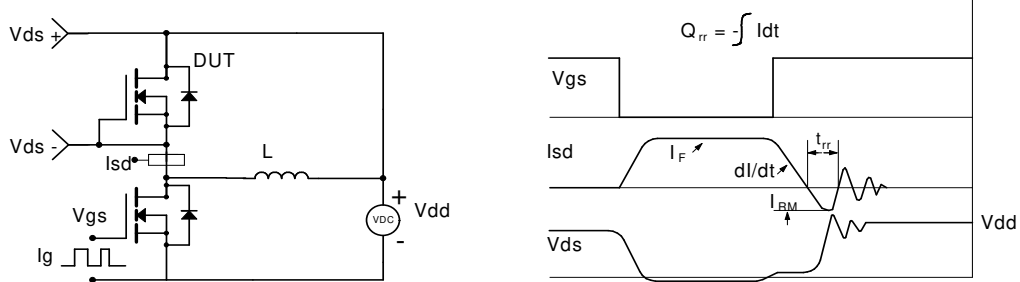 Vds +
DUT
Vds -
Isd
L
Vgs
Ig
+
VDC
-
Vdd
Q rr = - ∫ Idt
Vgs
Isd
I F
dI/dt
t rr
I RM
Vds
Vdd